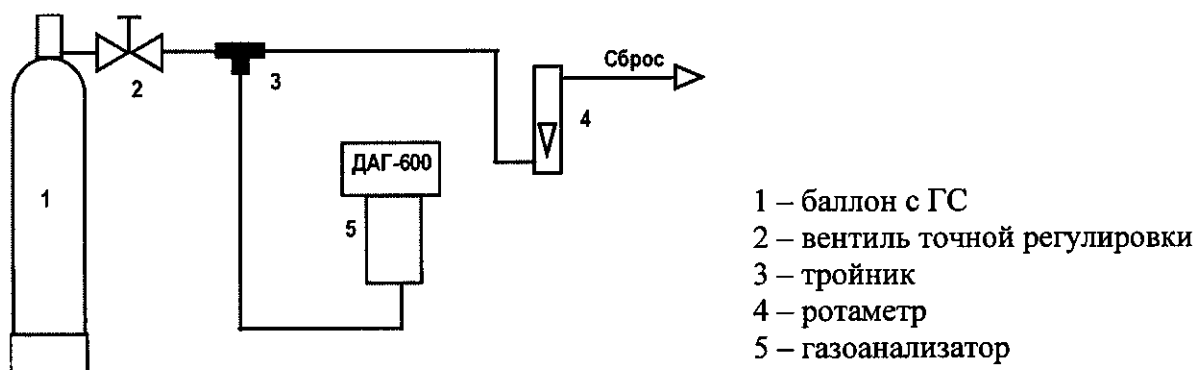 Сброс
2
3
4
ДАГ-600
1
5
1 – баллон с ГС
2 – вентиль точной регулировки
3 – тройник
4 – ротаметр
5 – газоанализатор